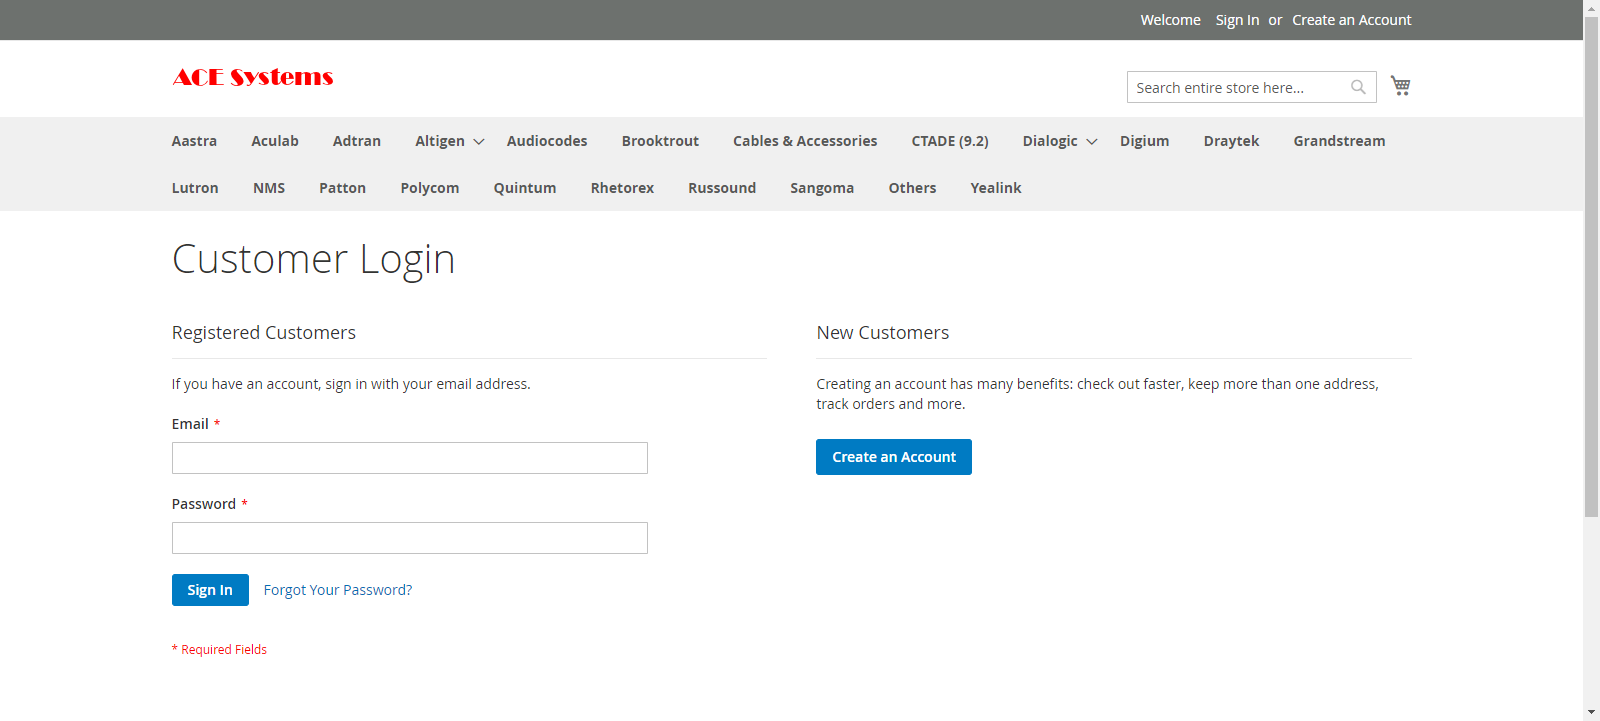 Welcome Sign In or Create an Account
ACE Systems
Search entire store here...
Aastra Aculab Adtran Altigen Audiocodes Brooktrout Cables & Accessories CTADE (9.2) Dialogic Digium Draytek Grandstream
Lutron NMS Patton Polycom Quintum Rhetorex Russound Sangoma Others Yealink
Customer Login
Registered Customers
If you have an account, sign in with your email address.
Email *
Password *
Sign In Forgot Your Password?
* Required Fields
New Customers
Creating an account has many benefits: check out faster, keep more than one address,
track orders and more.
Create an Account